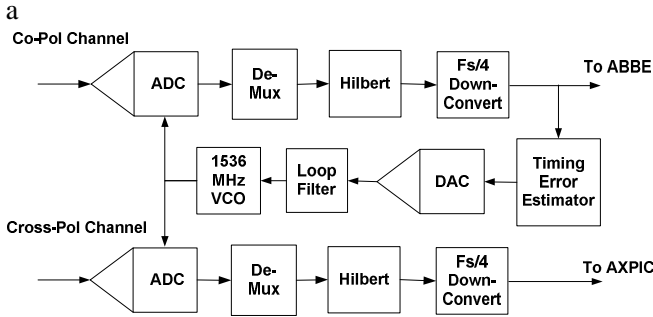 a
Co-Pol Channel
ADC
De-
Mux
Hilbert
Fs/4
Down-
Convert
To ABBE
1536
MHz
VCO
Loop
Filter
DAC
Timing
Error
Estimator
Cross-Pol Channel
ADC
De-
Mux
Hilbert
Fs/4
Down-
Convert
To AXPIC